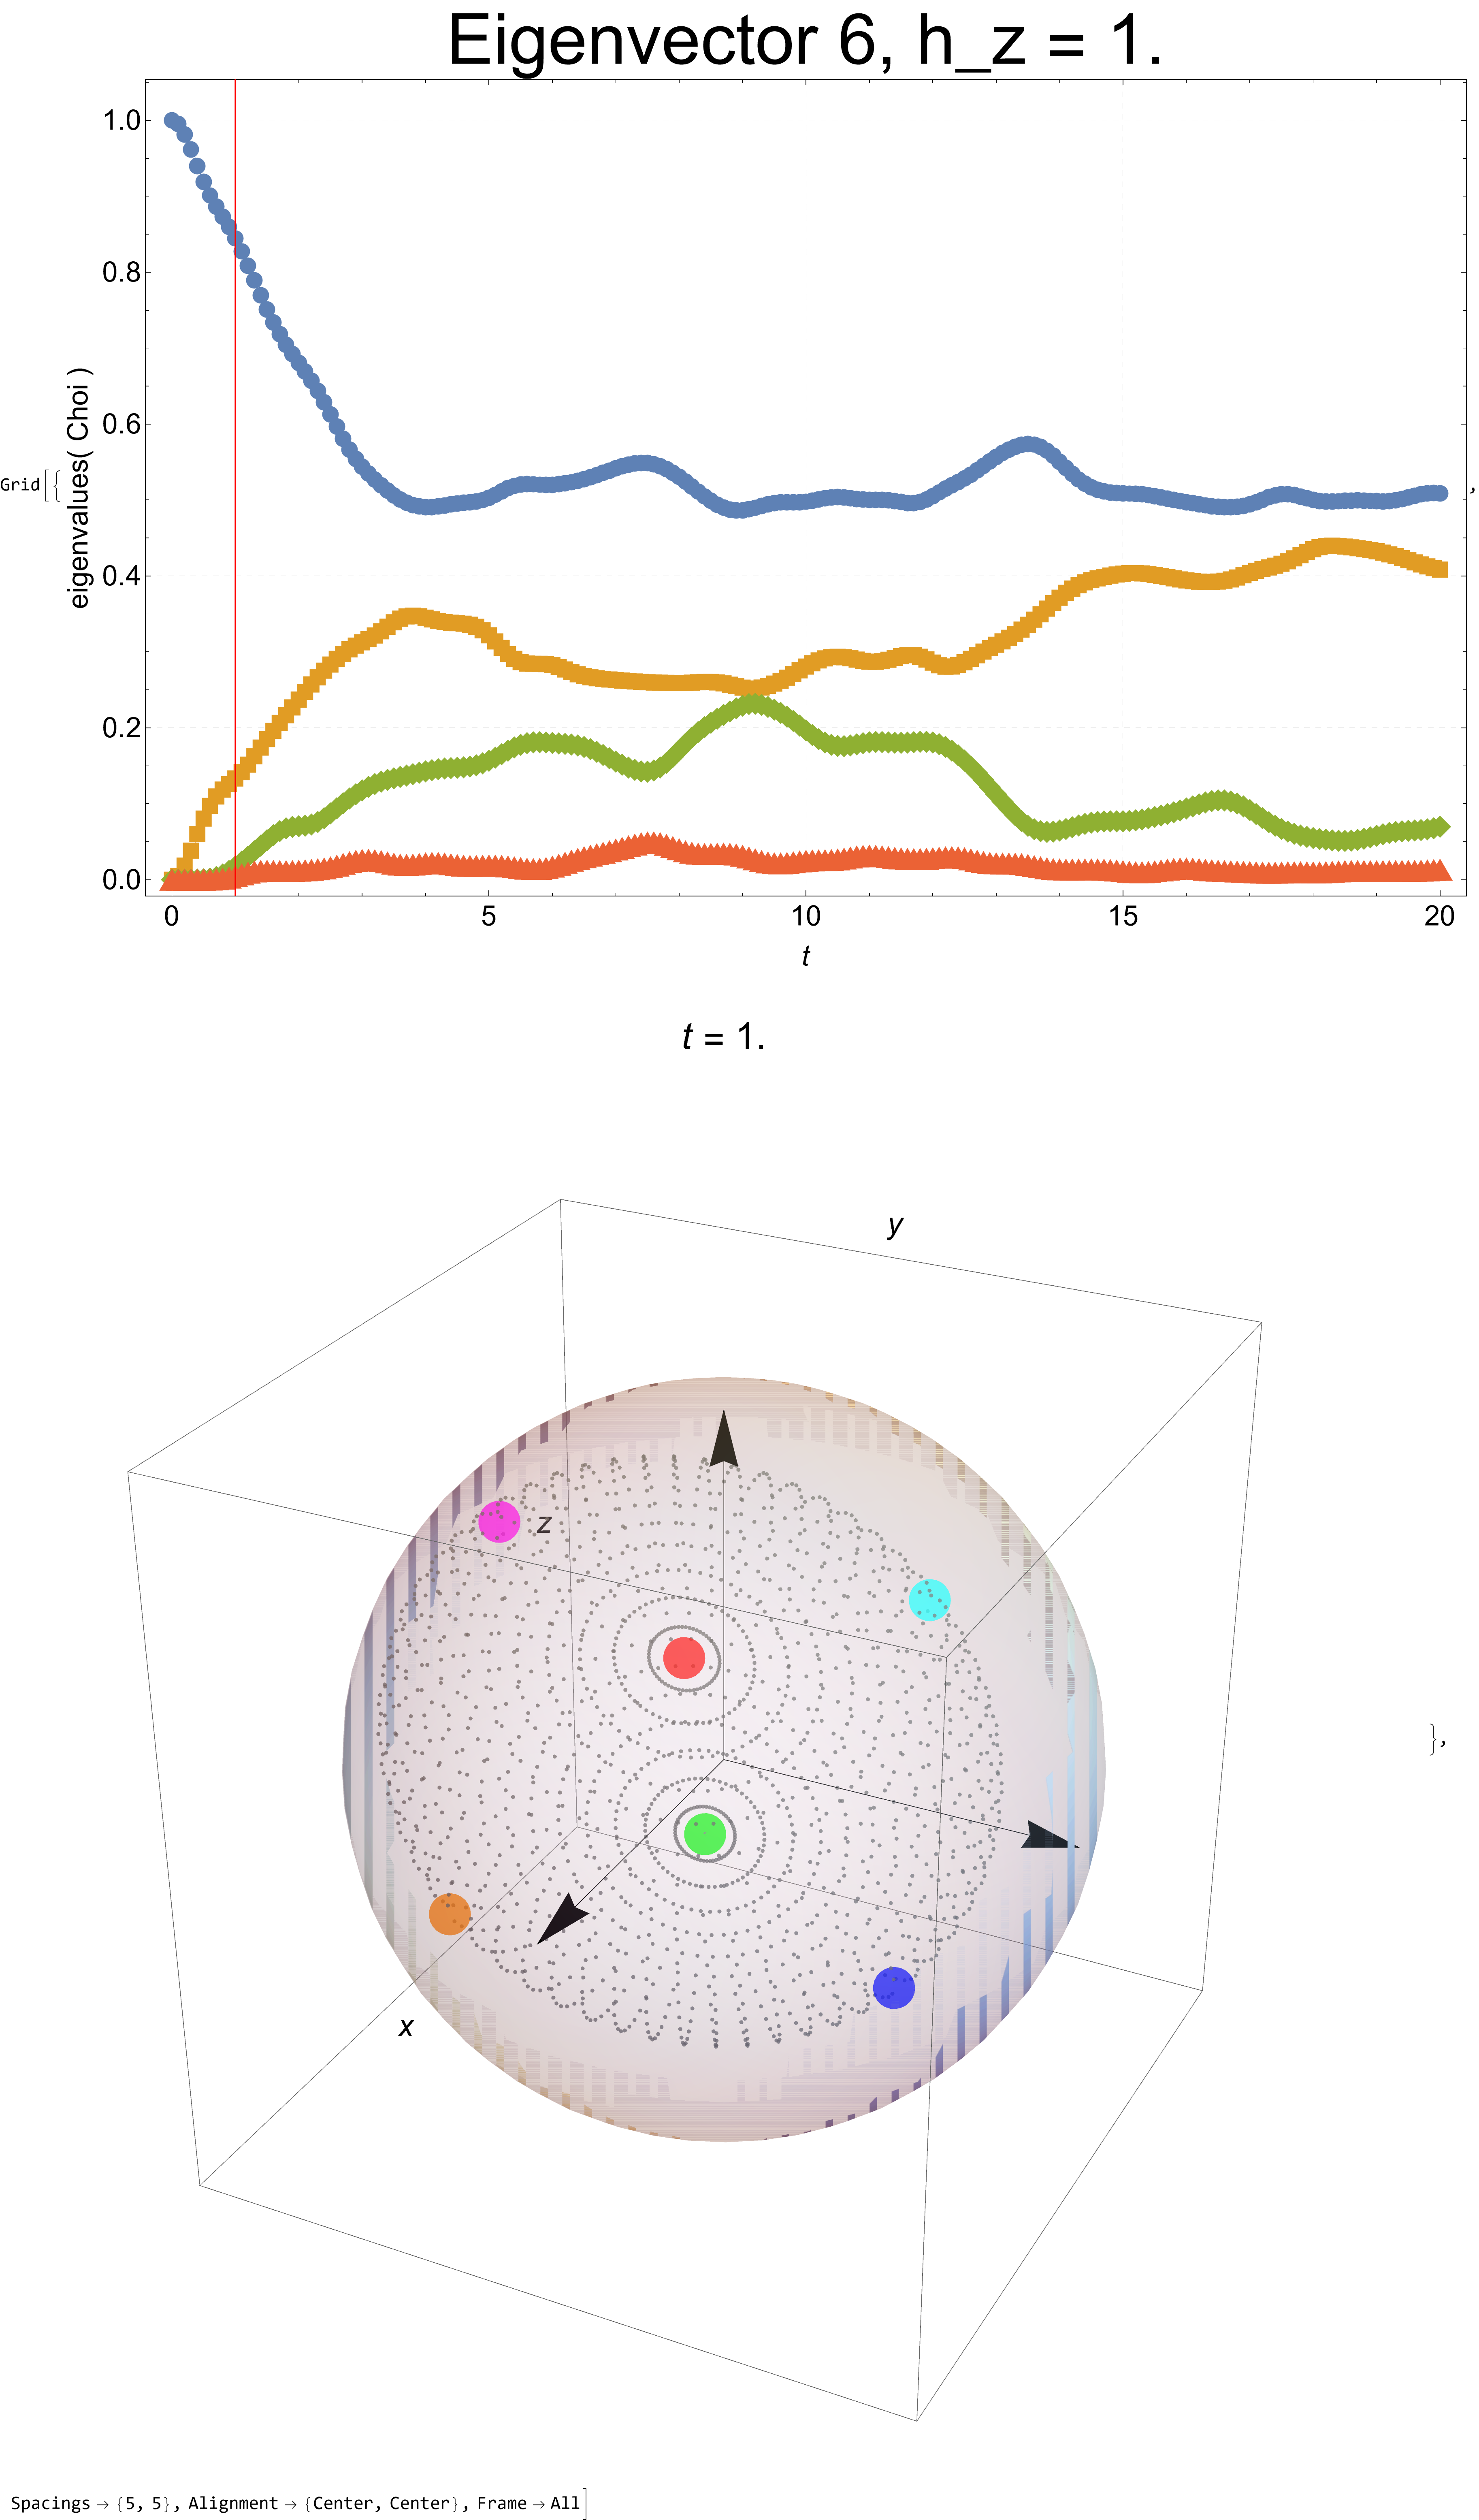 Eigenvector 6, h_z = 1.
1.0
0.8
0.6
Grid[{
eigenvalues( Choi )
,
0.4
0.2
0.0
0 5 10 15 20
t
t = 1.
y
z
x
},
Spacings → {5, 5}, Alignment → {Center, Center}, Frame → All]